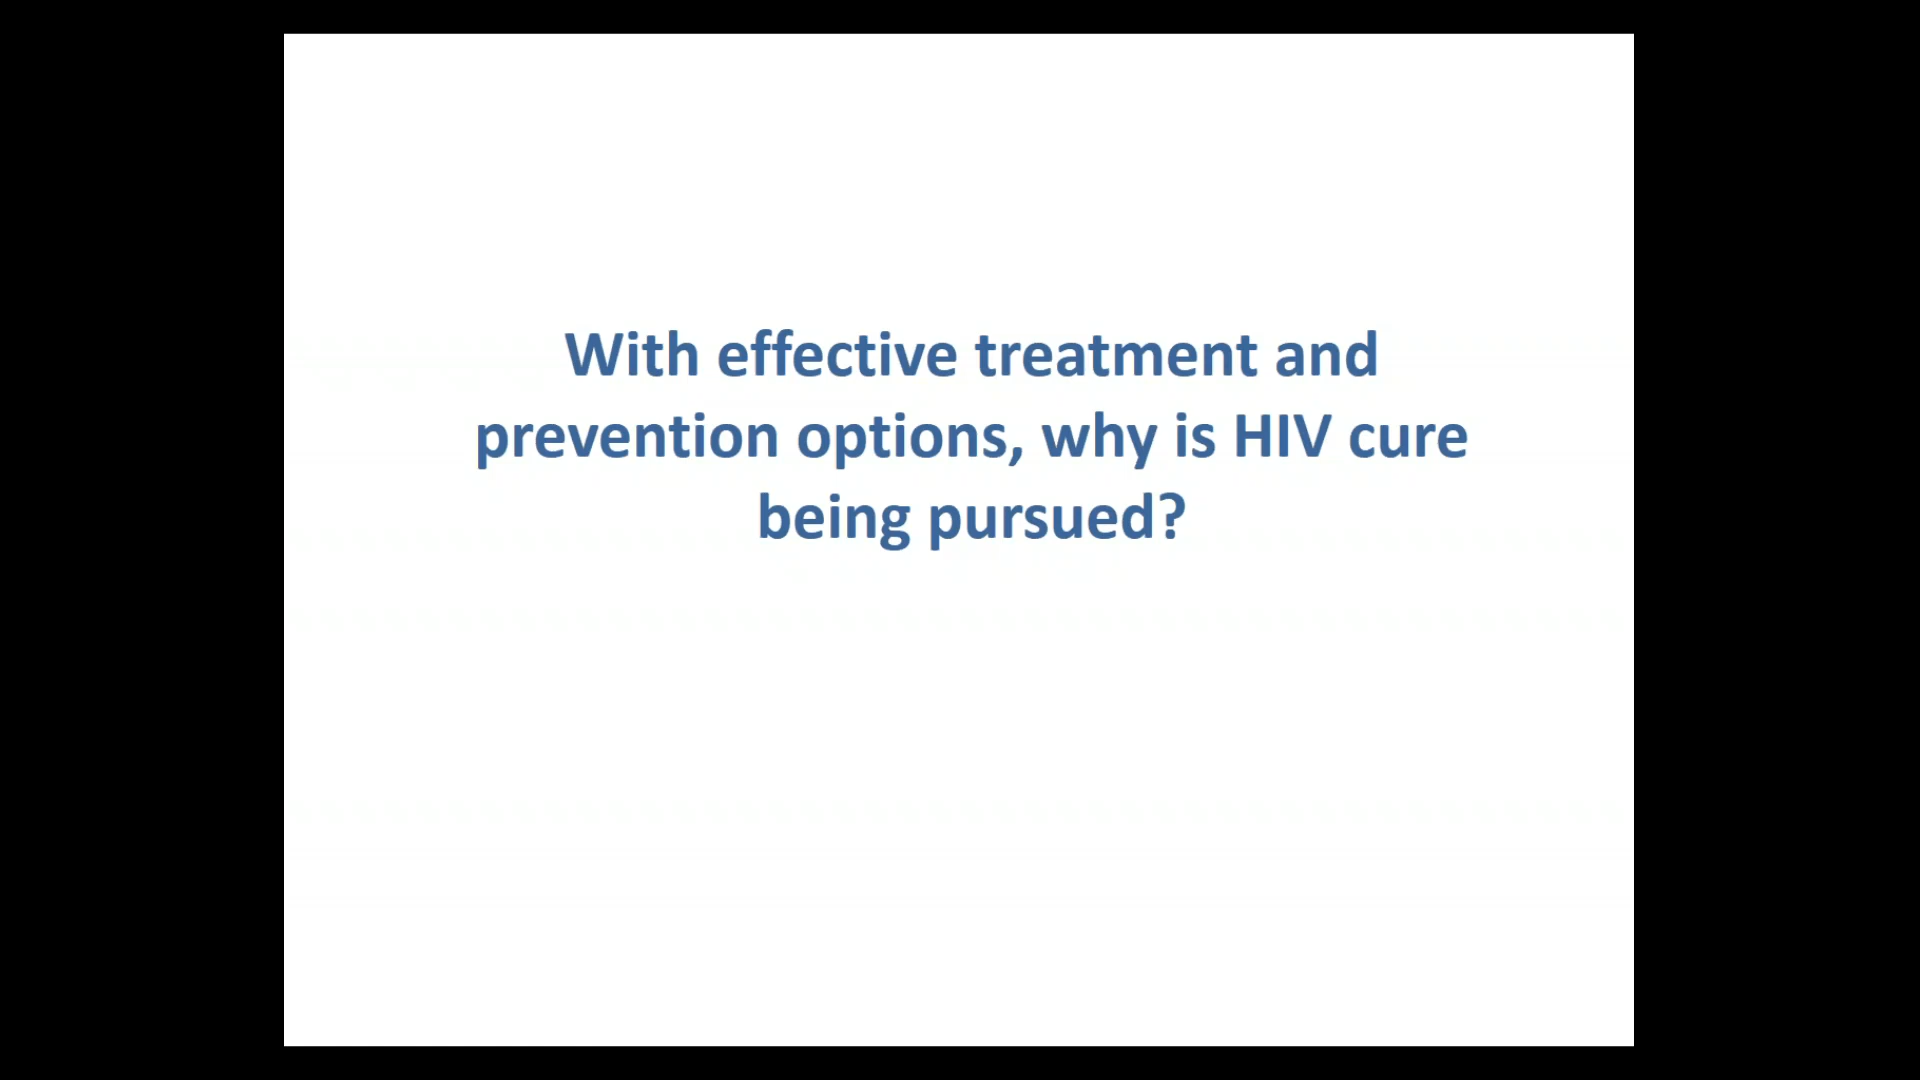 With effective treatment and
prevention options, why is HIV cure
being pursued?